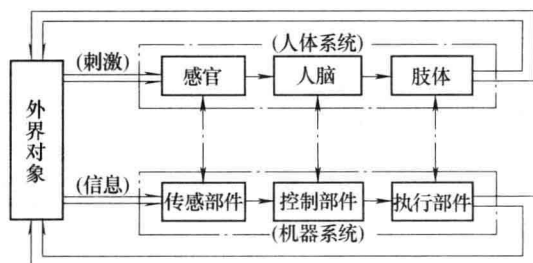 (人体系统)
(刺激)
感官
人脑
肢体
外界对象
(信息)
传感部件
控制部件
执行部件
(机器系统)